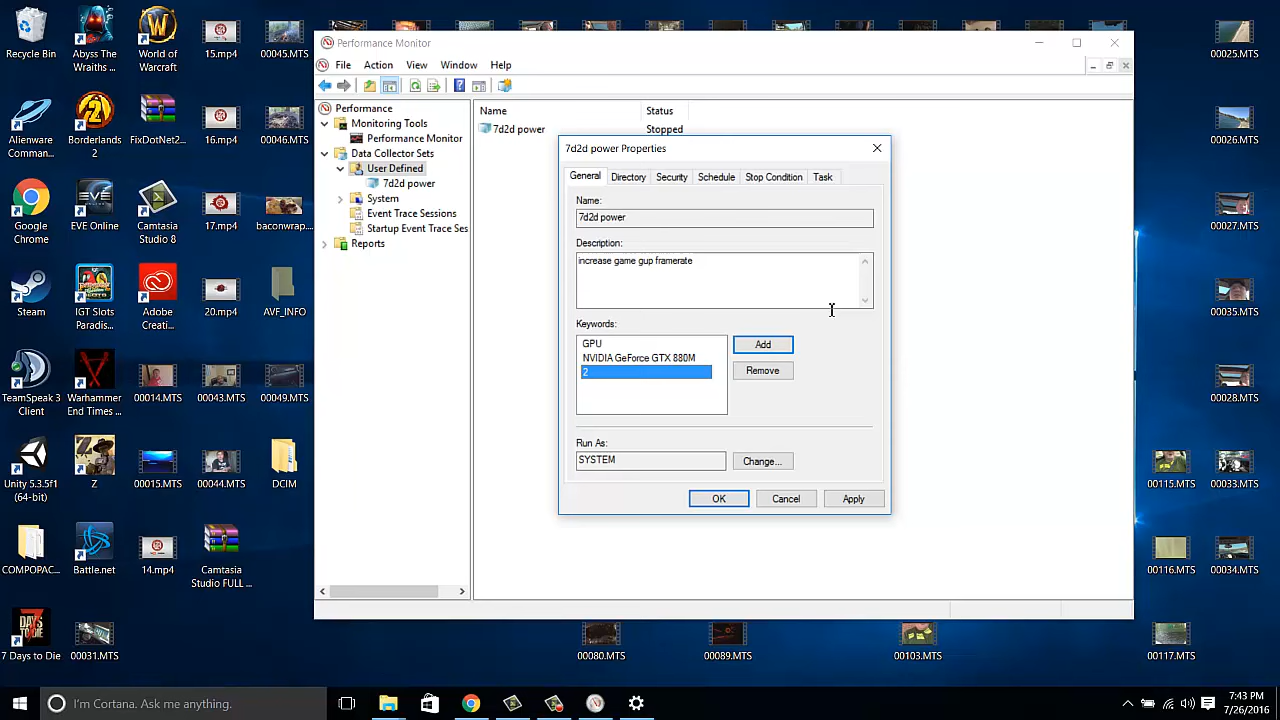 Recycle Bin
Abyss The Wraiths ...
World of Warcraft
15.mp4
00045.MTS
Alienware Comman...
Borderlands 2
FixDotNet2...
16.mp4
00046.MTS
Google Chrome
EVE Online
Camtasia Studio 8
17.mp4
baconwrap...
Steam
IGT Slots Paradis...
Adobe Creati...
20.mp4
AVF_INFO
TeamSpeak 3 Client
Warhammer End Times ...
00014.MTS
00043.MTS
00049.MTS
Unity 5.3.5f1 (64-bit)
Z
00015.MTS
00044.MTS
DCIM
COMPOPAC...
Battle.net
14.mp4
Camtasia Studio FULL ...
7 Days to Die
00031.MTS
Performance Monitor
File Action View Window Help
Performance
Monitoring Tools
Performance Monitor
Data Collector Sets
User Defined
7d2d power
System
Event Trace Sessions
Startup Event Trace Ses
Reports
Name Status
7d2d power Stopped
7d2d power Properties
General Directory Security Schedule Stop Condition Task
Name:
7d2d power
Description:
increase game gup framerate
Keywords:
GPU
NVIDIA GeForce GTX 880M
2
Add
Remove
Run As:
SYSTEM
Change...
OK Cancel Apply
00025.MTS
00026.MTS
00027.MTS
00035.MTS
00028.MTS
00115.MTS
00033.MTS
00116.MTS
00034.MTS
00080.MTS
00089.MTS
00103.MTS
00117.MTS
I'm Cortana. Ask me anything.
7:43 PM
7/26/2016